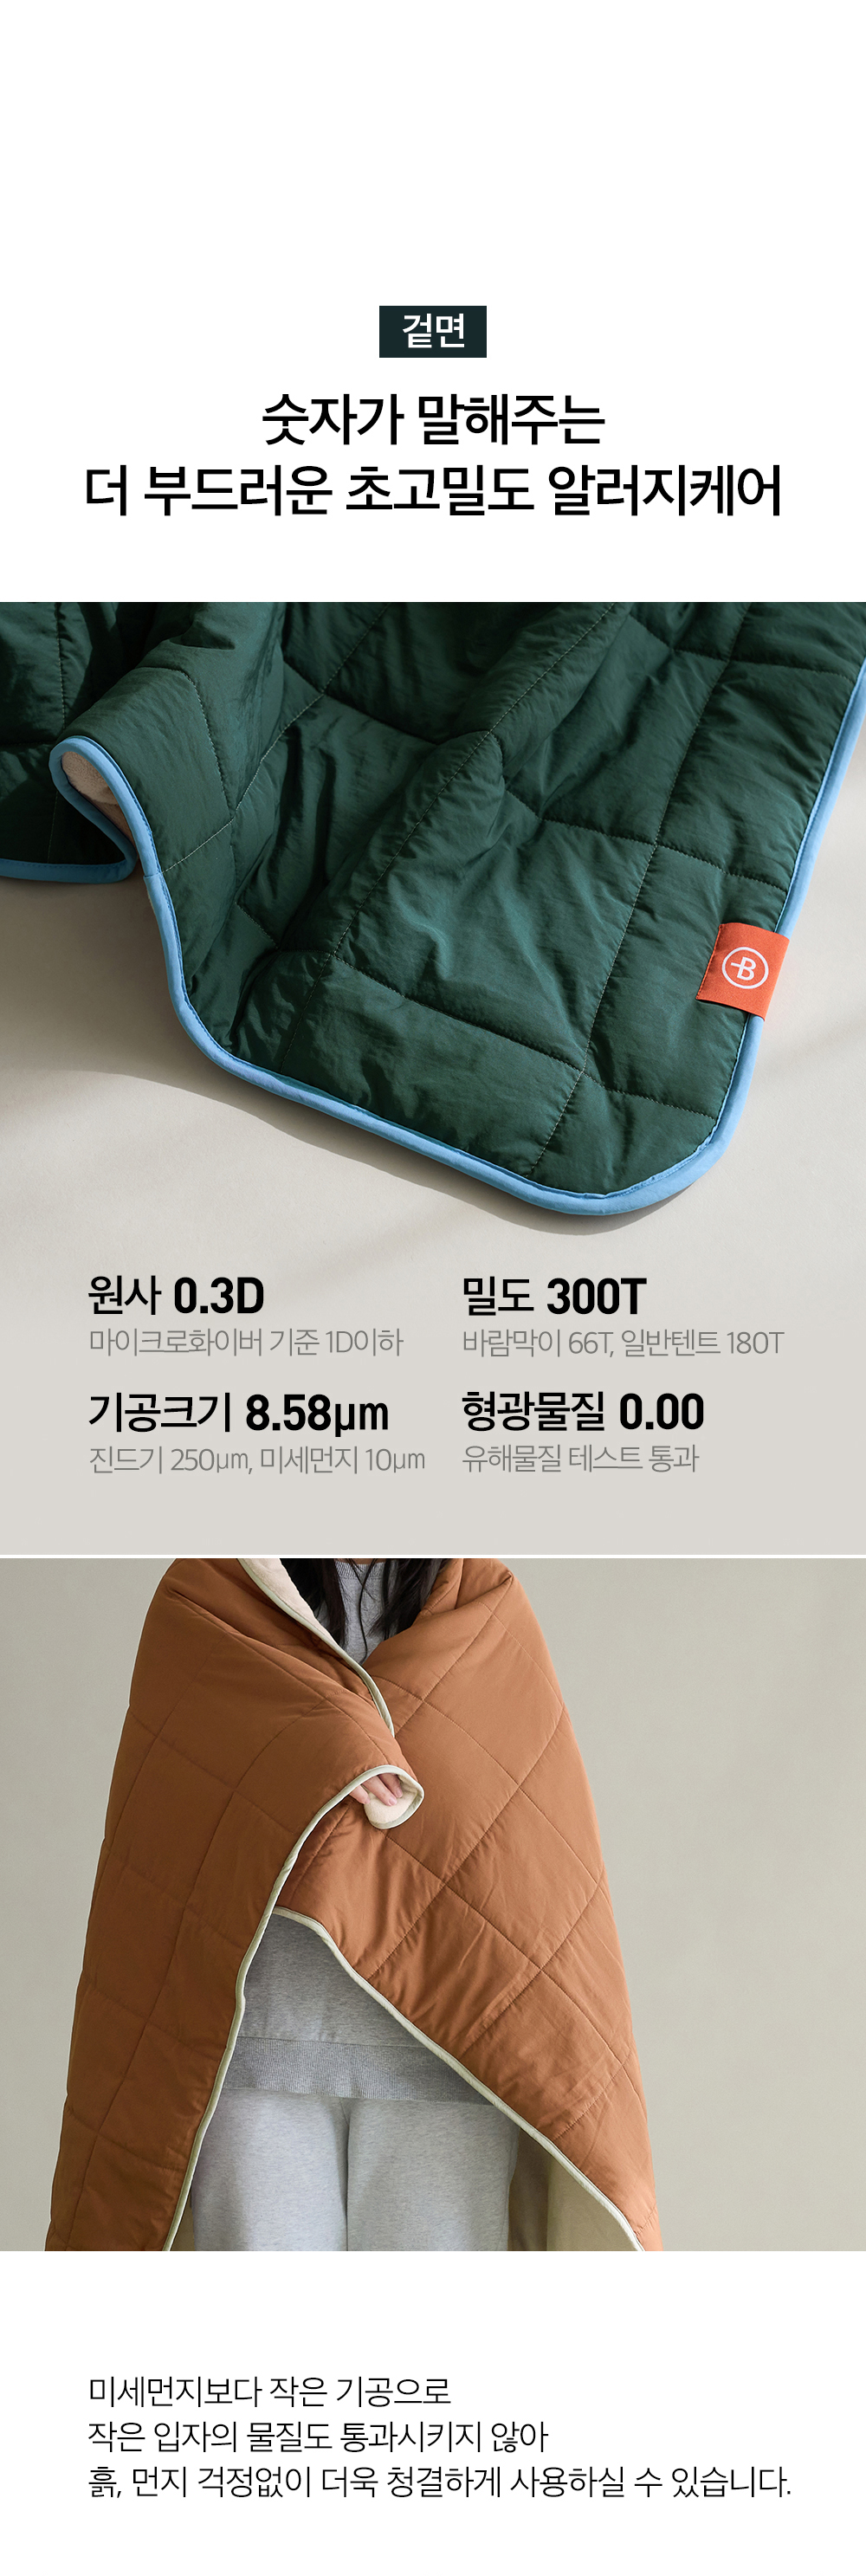 겉면
숫자가 말해주는
더 부드러운 초고밀도 알러지케어
B
원사 0.3D
마이크로화이버 기준 1D이하
밀도 300T
바람막이 66T, 일반텐트 180T
기공크기 8.58μm
진드기 250μm, 미세먼지 10μm
형광물질 0.00
유해물질 테스트 통과
미세먼지보다 작은 기공으로
작은 입자의 물질도 통과시키지 않아
흙, 먼지 걱정없이 더욱 청결하게 사용하실 수 있습니다.